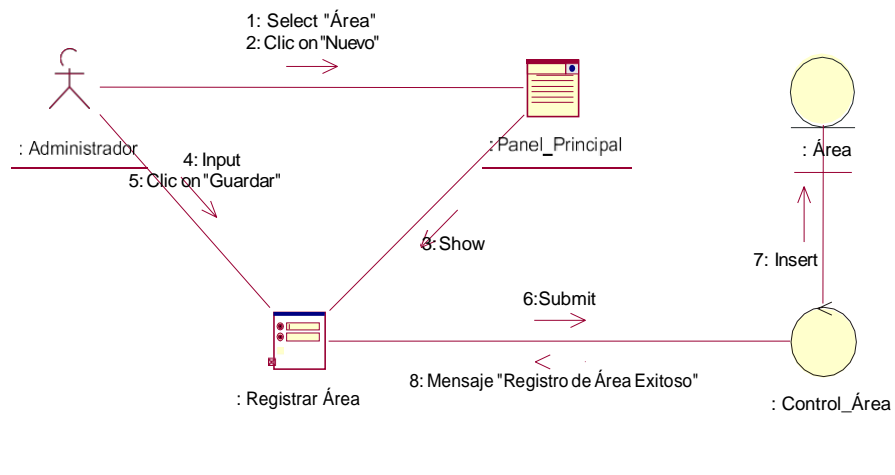 1: Select "Área"
2: Clic on "Nuevo"
: Administrador
: Panel_Principal
: Área
4: Input
5: Clic on "Guardar"
3: Show
7: Insert
6:Submit
8: Mensaje "Registro de Área Exitoso"
: Registrar Área
: Control_Área